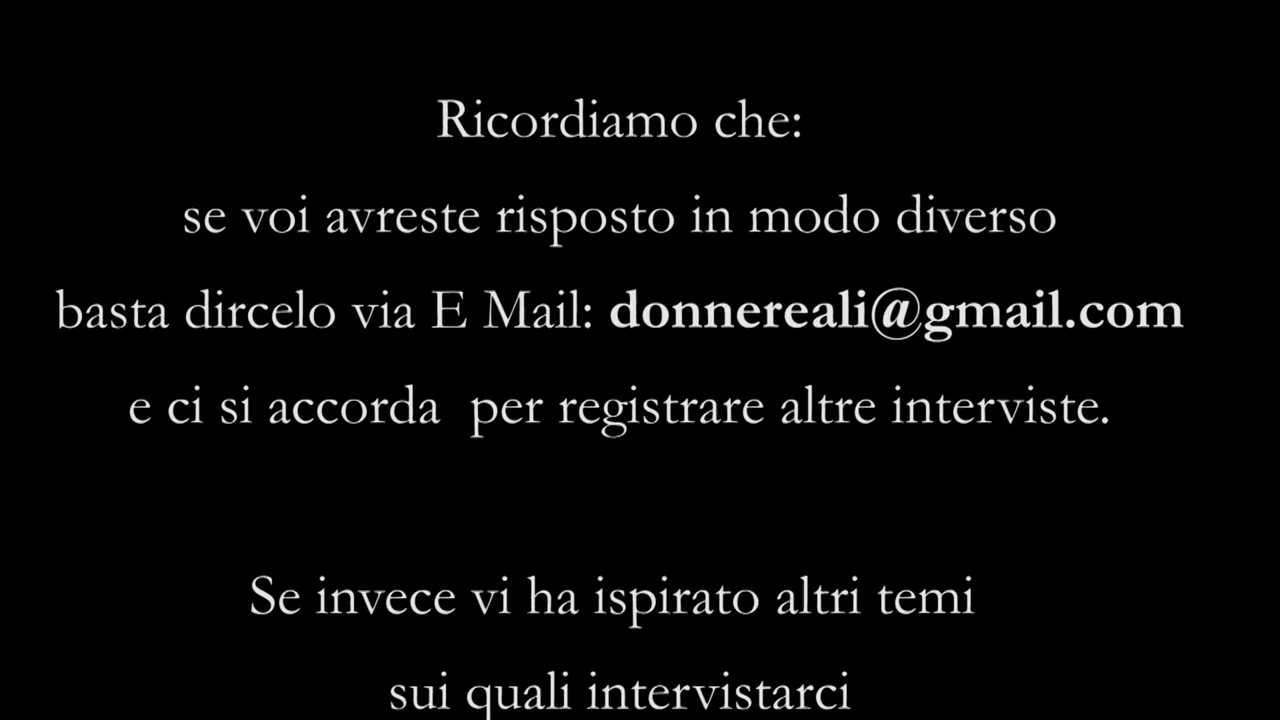 Ricordiamo che:
se voi avreste risposto in modo diverso
basta dircelo via E Mail: donnereali@gmail.com
e ci si accorda  per registrare altre interviste.
Se invece vi ha ispirato altri temi
sui quali intervistarci